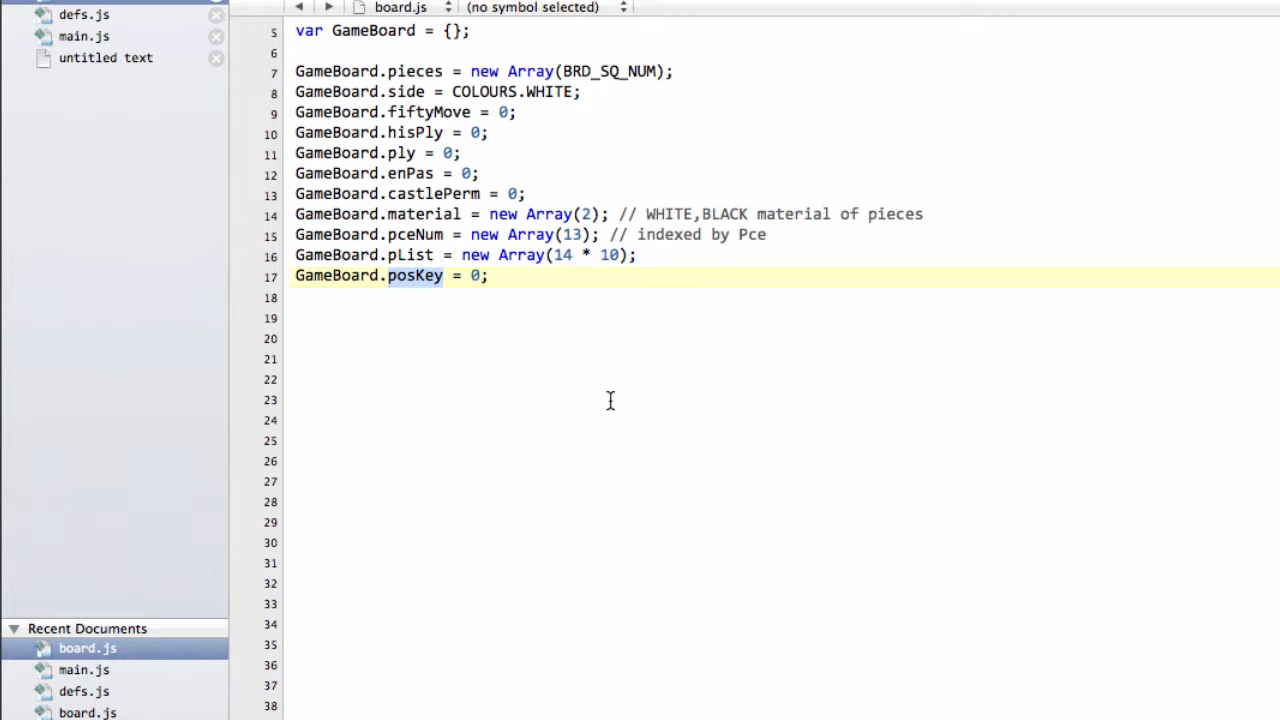 defs.js
main.js
untitled text
Recent Documents
board.js
main.js
defs.js
board.js
board.js
(no symbol selected)
5 var GameBoard = {};
6
7 GameBoard.pieces = new Array(BRD_SQ_NUM);
8 GameBoard.side = COLOURS.WHITE;
9 GameBoard.fiftyMove = 0;
10 GameBoard.hisPly = 0;
11 GameBoard.ply = 0;
12 GameBoard.enPas = 0;
13 GameBoard.castlePerm = 0;
14 GameBoard.material = new Array(2); // WHITE,BLACK material of pieces
15 GameBoard.pceNum = new Array(13); // indexed by Pce
16 GameBoard.pList = new Array(14 * 10);
17 GameBoard.posKey = 0;
18
19
20
21
22
23
24
25
26
27
28
29
30
31
32
33
34
35
36
37
38